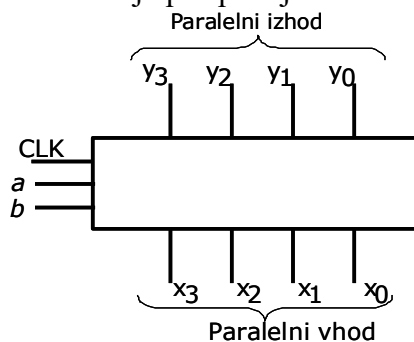 Paralelni izhod
y3 y2 y1 y0
CLK
a
b
x3 x2 x1 x0
Paralelni vhod